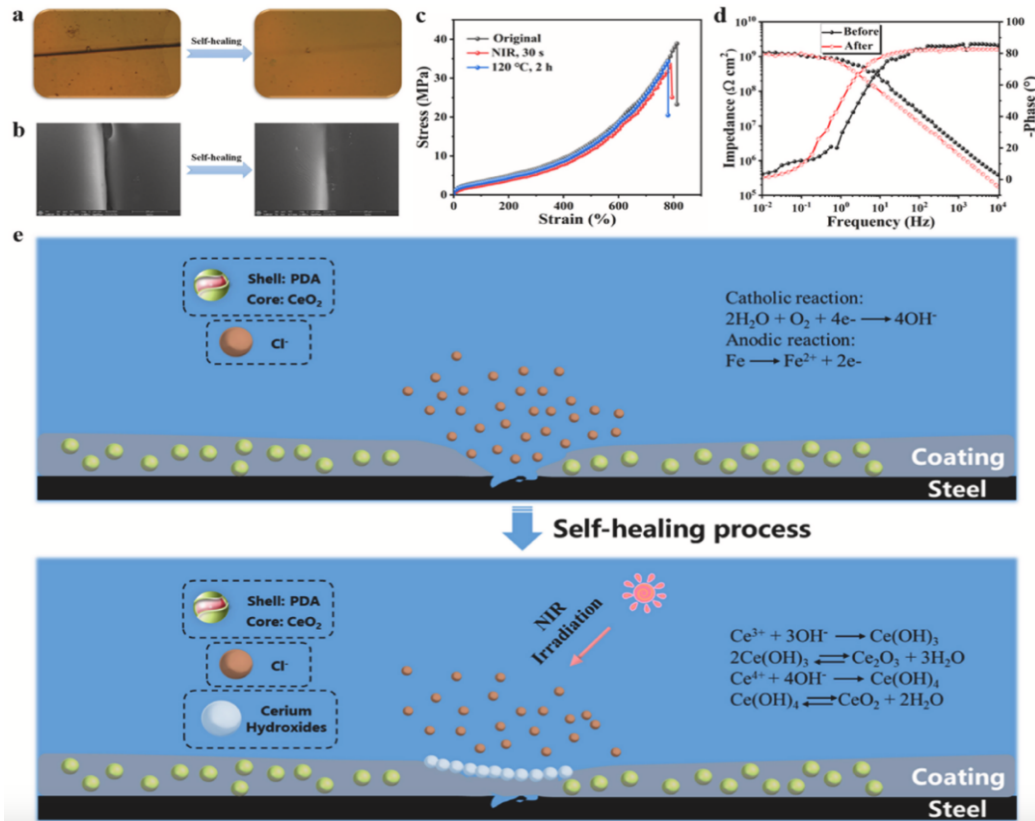 a
Self-healing
b
Self-healing
c
Original
NIR, 30 s
120 °C, 2 h
Stress (MPa)
40
30
20
10
0
0 200 400 600 800
Strain (%)
d
Before
After
Impedance (Ω cm²)
10¹¹
10¹⁰
10⁹
10⁸
10⁷
10⁶
10⁵
-Phase (°)
100
80
60
40
20
0
10⁻² 10⁻¹ 10⁰ 10¹ 10² 10³ 10⁴
Frequency (Hz)
e
Shell: PDA
Core: CeO₂
Cl⁻
Catholic reaction:
2H₂O + O₂ + 4e- ⟶ 4OH⁻
Anodic reaction:
Fe ⟶ Fe²⁺ + 2e-
Coating
Steel
Self-healing process
Shell: PDA
Core: CeO₂
Cl⁻
Cerium
Hydroxides
NIR
Irradiation
Ce³⁺ + 3OH⁻ ⟶ Ce(OH)₃
2Ce(OH)₃ ⇌ Ce₂O₃ + 3H₂O
Ce⁴⁺ + 4OH⁻ ⟶ Ce(OH)₄
Ce(OH)₄ ⇌ CeO₂ + 2H₂O
Coating
Steel